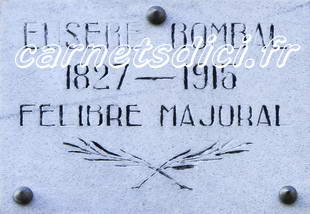 EUSEBE BOMBAL
carnetsdici.fr
1827 — 1915
FELIBRE MAJORAL